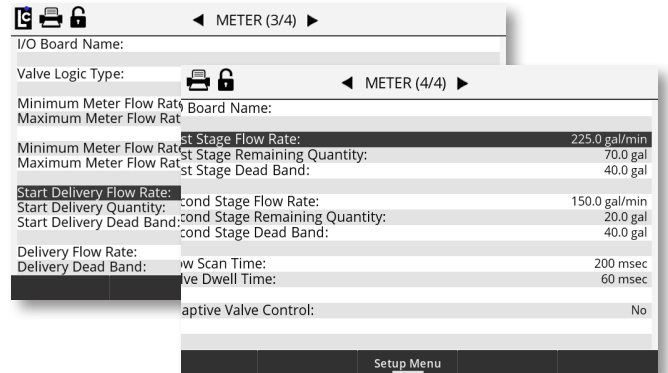 LC
METER (3/4)
I/O Board Name:
Valve Logic Type:
Minimum Meter Flow Rate
Maximum Meter Flow Rat
Minimum Meter Flow Rate
Maximum Meter Flow Rat
Start Delivery Flow Rate:
Start Delivery Quantity:
Start Delivery Dead Band:
Delivery Flow Rate:
Delivery Dead Band:
METER (4/4)
Board Name:
st Stage Flow Rate: 225.0 gal/min
st Stage Remaining Quantity: 70.0 gal
st Stage Dead Band: 40.0 gal
cond Stage Flow Rate: 150.0 gal/min
cond Stage Remaining Quantity: 20.0 gal
cond Stage Dead Band: 40.0 gal
w Scan Time: 200 msec
lve Dwell Time: 60 msec
aptive Valve Control: No
Setup Menu